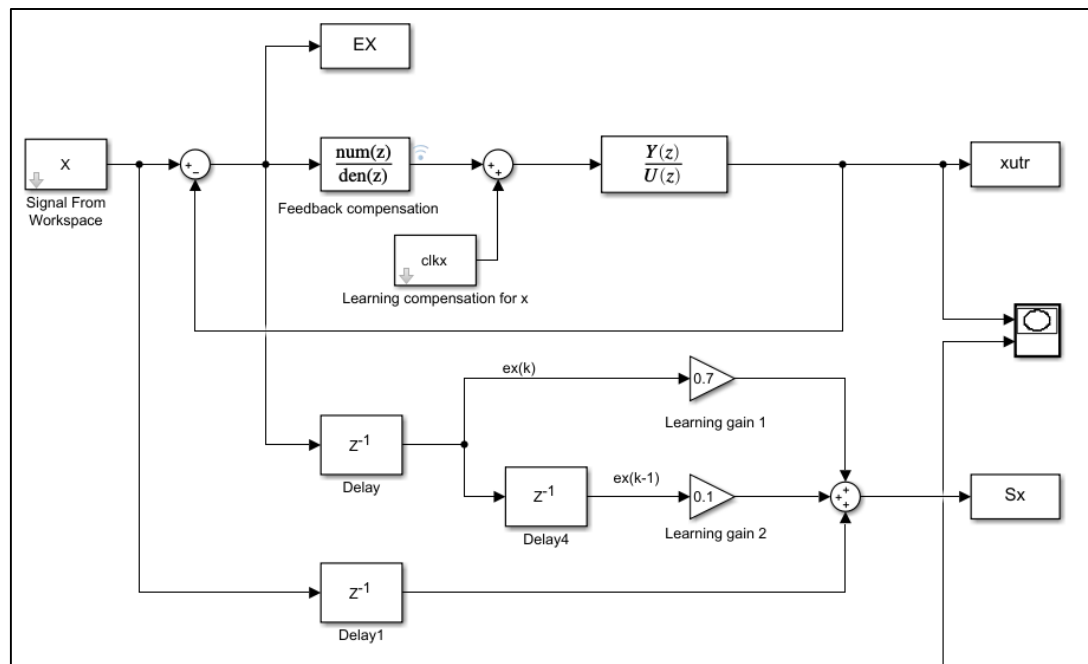 EX
X
Signal From
Workspace
+
−
num(z)
den(z)
Feedback compensation
+
+
Y(z)
U(z)
xutr
clkx
Learning compensation for x
ex(k)
0.7
Learning gain 1
Z-1
Delay
ex(k-1)
Z-1
Delay4
0.1
Learning gain 2
+
+
+
Sx
Z-1
Delay1